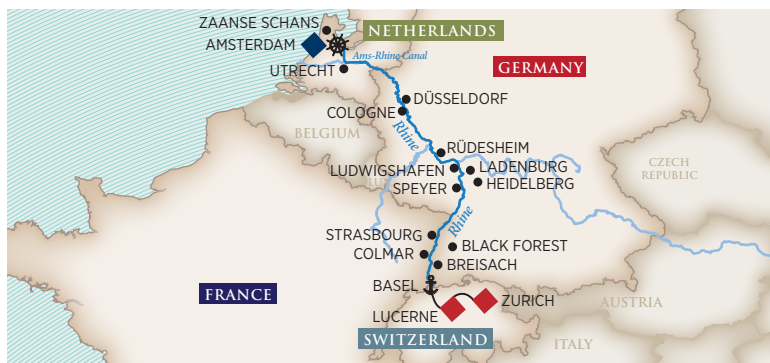 ZAANSE SCHANS
NETHERLANDS
AMSTERDAM
Ams-Rhine-Canal
UTRECHT
GERMANY
DÜSSELDORF
COLOGNE
BELGIUM
Rhine
RÜDESHEIM
LUDWIGSHAFEN
LADENBURG
CZECH
REPUBLIC
HEIDELBERG
SPEYER
LU
Rhine
STRASBOURG
BLACK FOREST
COLMAR
BREISACH
BASEL
FRANCE
ZURICH
AUSTRIA
LUCERNE
SWITZERLAND
ITALY